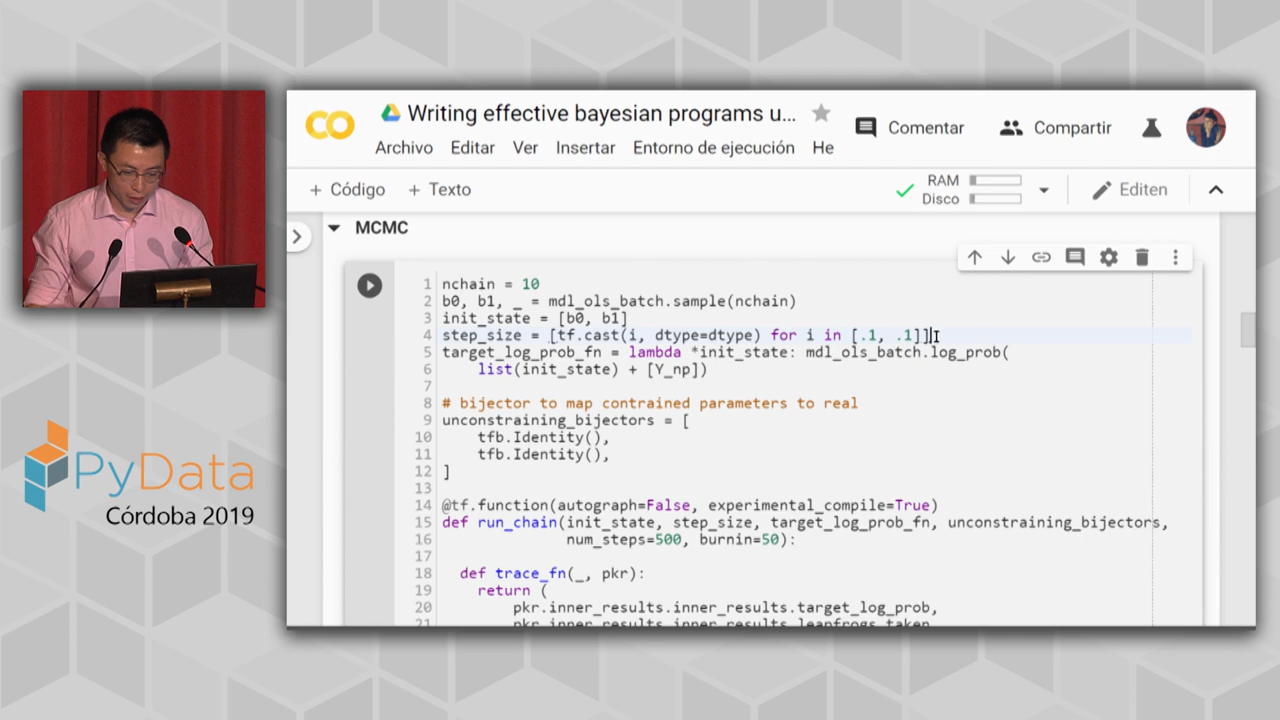 CO
Writing effective bayesian programs u...
Comentar
Compartir
Archivo Editar Ver Insertar Entorno de ejecución He
+ Código + Texto
RAM
Disco
Editen
MCMC
1 nchain = 10
2 b0, b1, _ = mdl_ols_batch.sample(nchain)
3 init_state = [b0, b1]
4 step_size = [tf.cast(i, dtype=dtype) for i in [.1, .1]]
5 target_log_prob_fn = lambda *init_state: mdl_ols_batch.log_prob(
6 list(init_state) + [Y_np])
7
8 # bijector to map contrained parameters to real
9 unconstraining_bijectors = [
10 tfb.Identity(),
11 tfb.Identity(),
12 ]
13
14 @tf.function(autograph=False, experimental_compile=True)
15 def run_chain(init_state, step_size, target_log_prob_fn, unconstraining_bijectors,
16 num_steps=500, burnin=50):
17
18 def trace_fn(_, pkr):
19 return (
20 pkr.inner_results.inner_results.target_log_prob,
21 pkr.inner_results.inner_results.leapfrogs_taken
PyData
Córdoba 2019